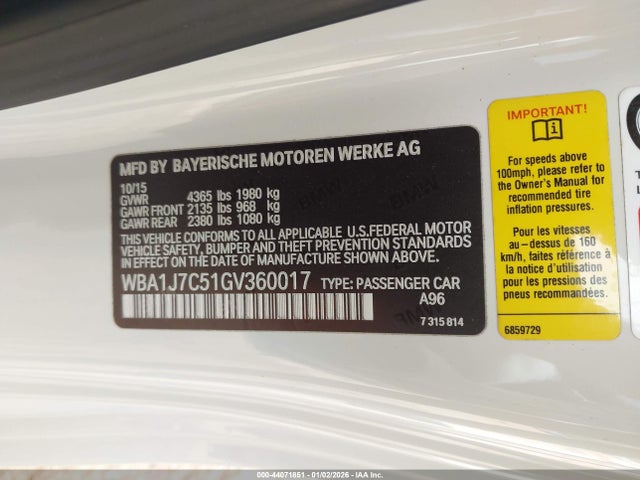 MFD BY BAYERISCHE MOTOREN WERKE AG
10/15
GVWR 4365 lbs 1980 kg
GAWR FRONT 2135 lbs 968 kg
GAWR REAR 2380 lbs 1080 kg
THIS VEHICLE CONFORMS TO ALL APPLICABLE U.S.FEDERAL MOTOR
VEHICLE SAFETY, BUMPER AND THEFT PREVENTION STANDARDS IN
EFFECT ON THE DATE OF MANUFACTURE SHOWN ABOVE.
WBA1J7C51GV360017 TYPE: PASSENGER CAR
A96
7 315 814
IMPORTANT!
For speeds above
100mph, please refer to
the Owner's Manual for
recommended tire
inflation pressures.
Pour les vitesses
au-dessus de 160
km/h, se reporter à
la Notice d'Utilisation
pour les pressions des
pneus recommandées.
6859729
000-44071851 - 01/02/2026 - IAA Inc.